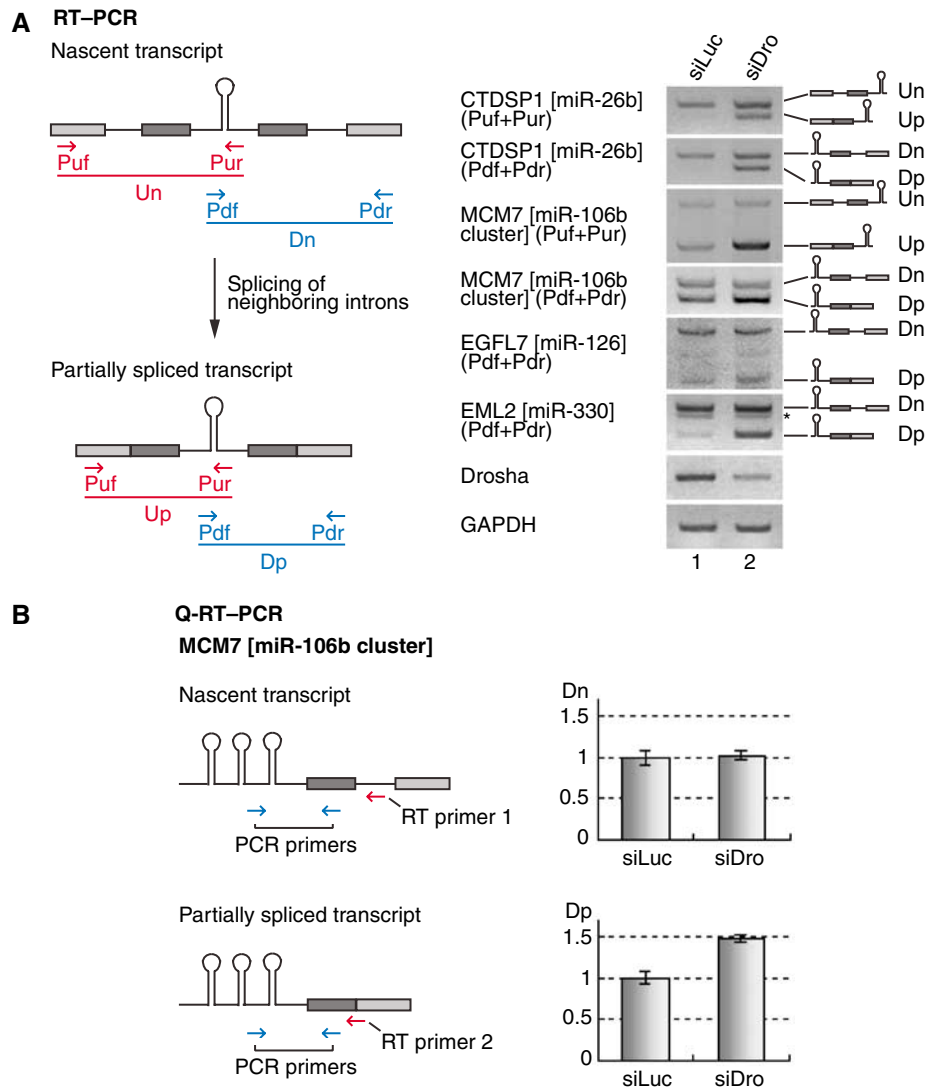 A
RT–PCR
Nascent transcript
Puf
Pur
Un
Pdf
Pdr
Dn
Splicing of
neighboring introns
Partially spliced transcript
Puf
Pur
Up
Pdf
Pdr
Dp
siLuc
siDro
CTDSP1 [miR-26b]
(Puf+Pur)
Un
Up
CTDSP1 [miR-26b]
(Pdf+Pdr)
Dn
Dp
MCM7 [miR-106b
cluster] (Puf+Pur)
Un
Up
MCM7 [miR-106b
cluster] (Pdf+Pdr)
Dn
Dp
EGFL7 [miR-126]
(Pdf+Pdr)
Dn
Dp
EML2 [miR-330]
(Pdf+Pdr)
Dn
*
Dp
Drosha
GAPDH
1
2
B
Q-RT–PCR
MCM7 [miR-106b cluster]
Nascent transcript
RT primer 1
PCR primers
Dn
1.5
1
0.5
0
siLuc
siDro
Partially spliced transcript
RT primer 2
PCR primers
Dp
1.5
1
0.5
0
siLuc
siDro